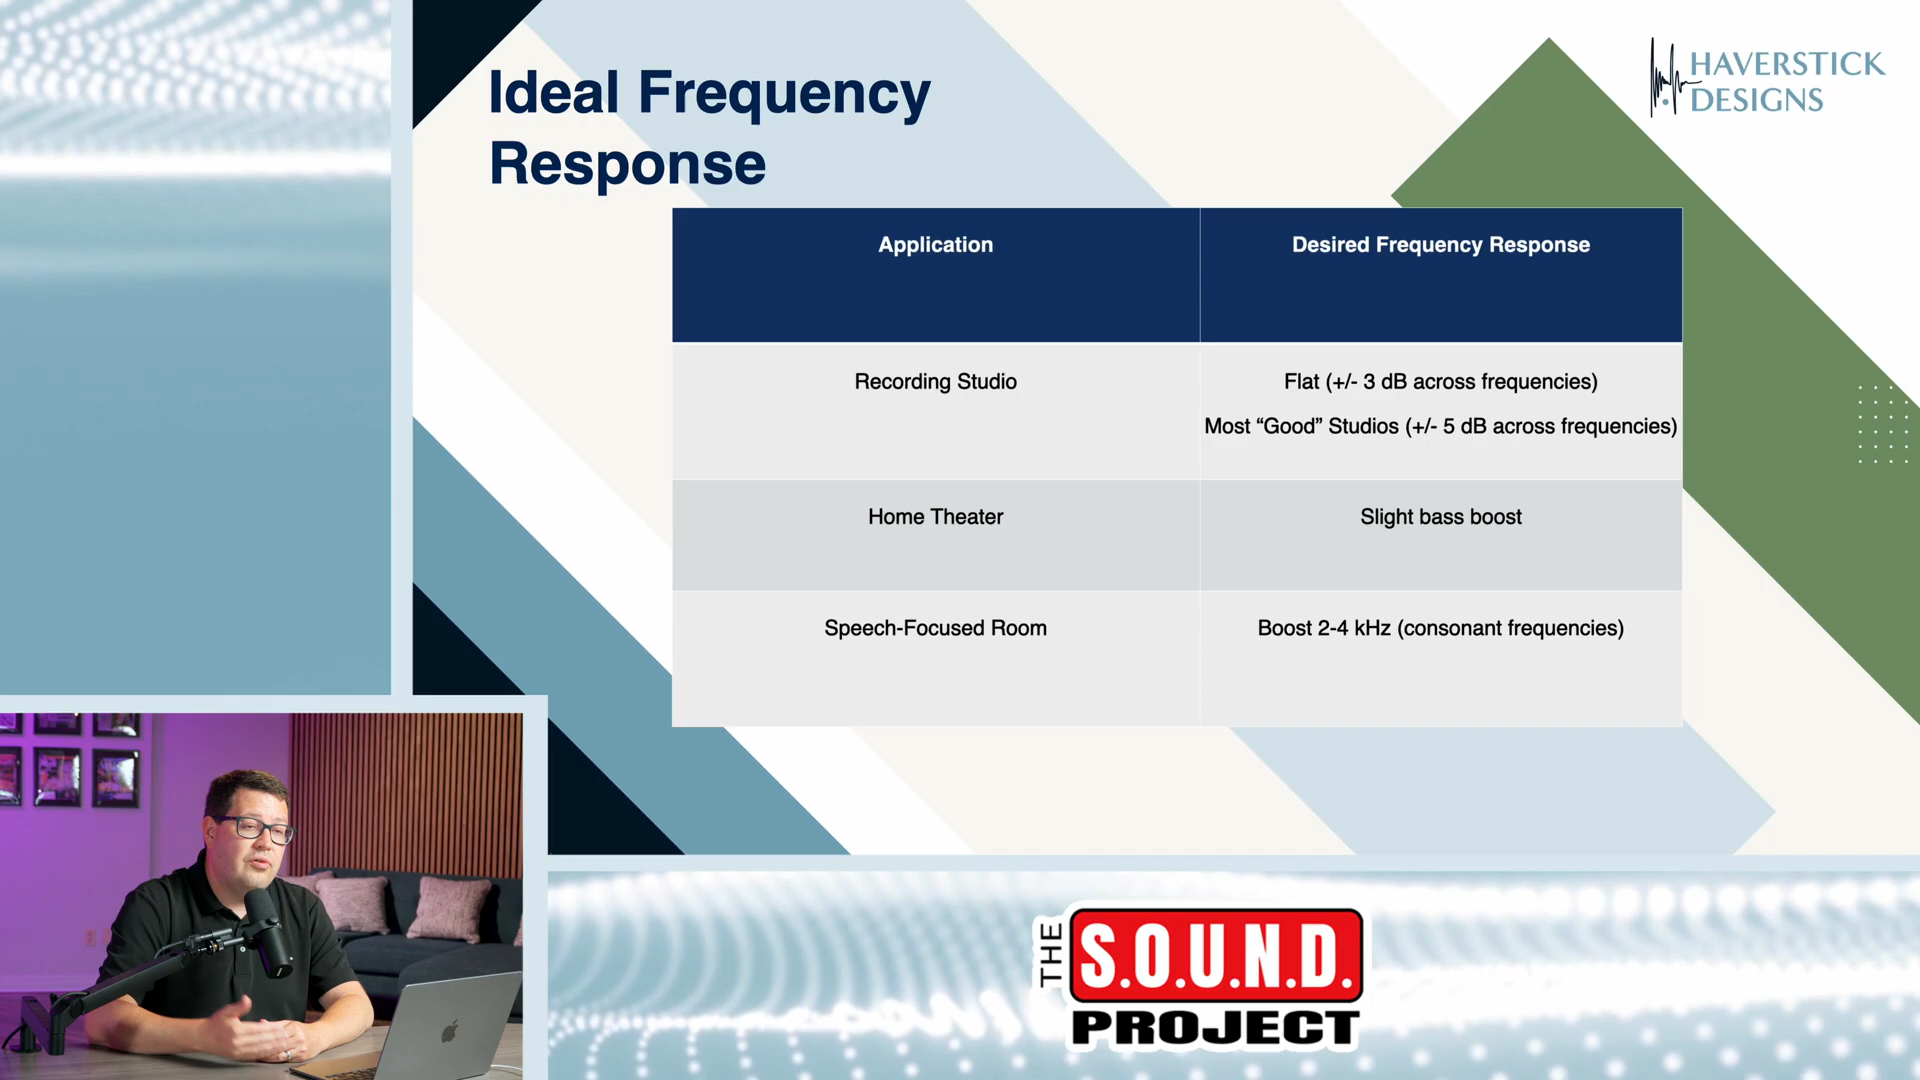 Ideal Frequency
Response
HAVERSTICK
DESIGNS
Application
Desired Frequency Response
Recording Studio
Flat (+/- 3 dB across frequencies)
Most “Good” Studios (+/- 5 dB across frequencies)
Home Theater
Slight bass boost
Speech-Focused Room
Boost 2-4 kHz (consonant frequencies)
THE
S.O.U.N.D.
PROJECT